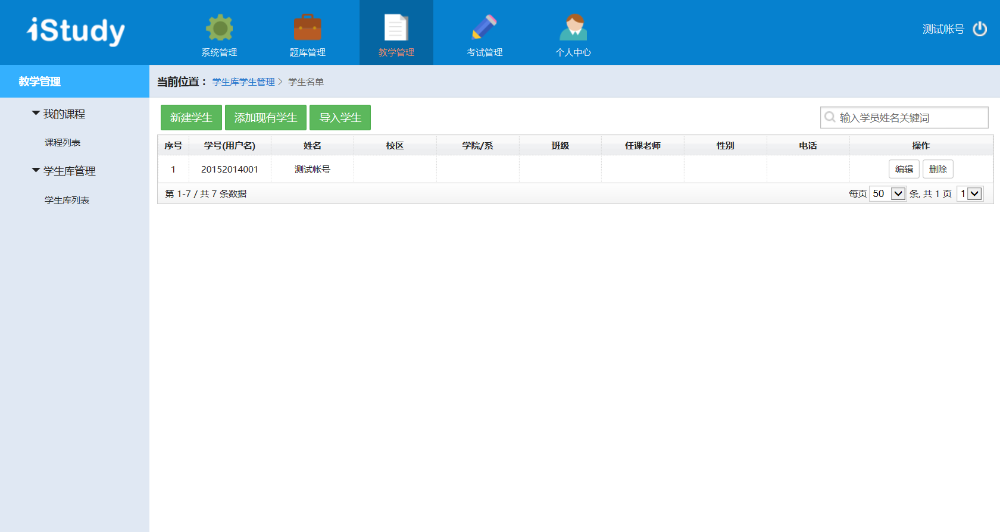 iStudy
系统管理
题库管理
教学管理
考试管理
个人中心
测试帐号
教学管理
我的课程
课程列表
学生库管理
学生库列表
当前位置： 学生库学生管理 > 学生名单
新建学生 添加现有学生 导入学生 输入学员姓名关键词
序号 学号(用户名) 姓名 校区 学院/系 班级 任课老师 性别 电话 操作
1 20152014001 测试帐号 编辑 删除
第 1-7 / 共 7 条数据 每页 50 条, 共 1 页 1